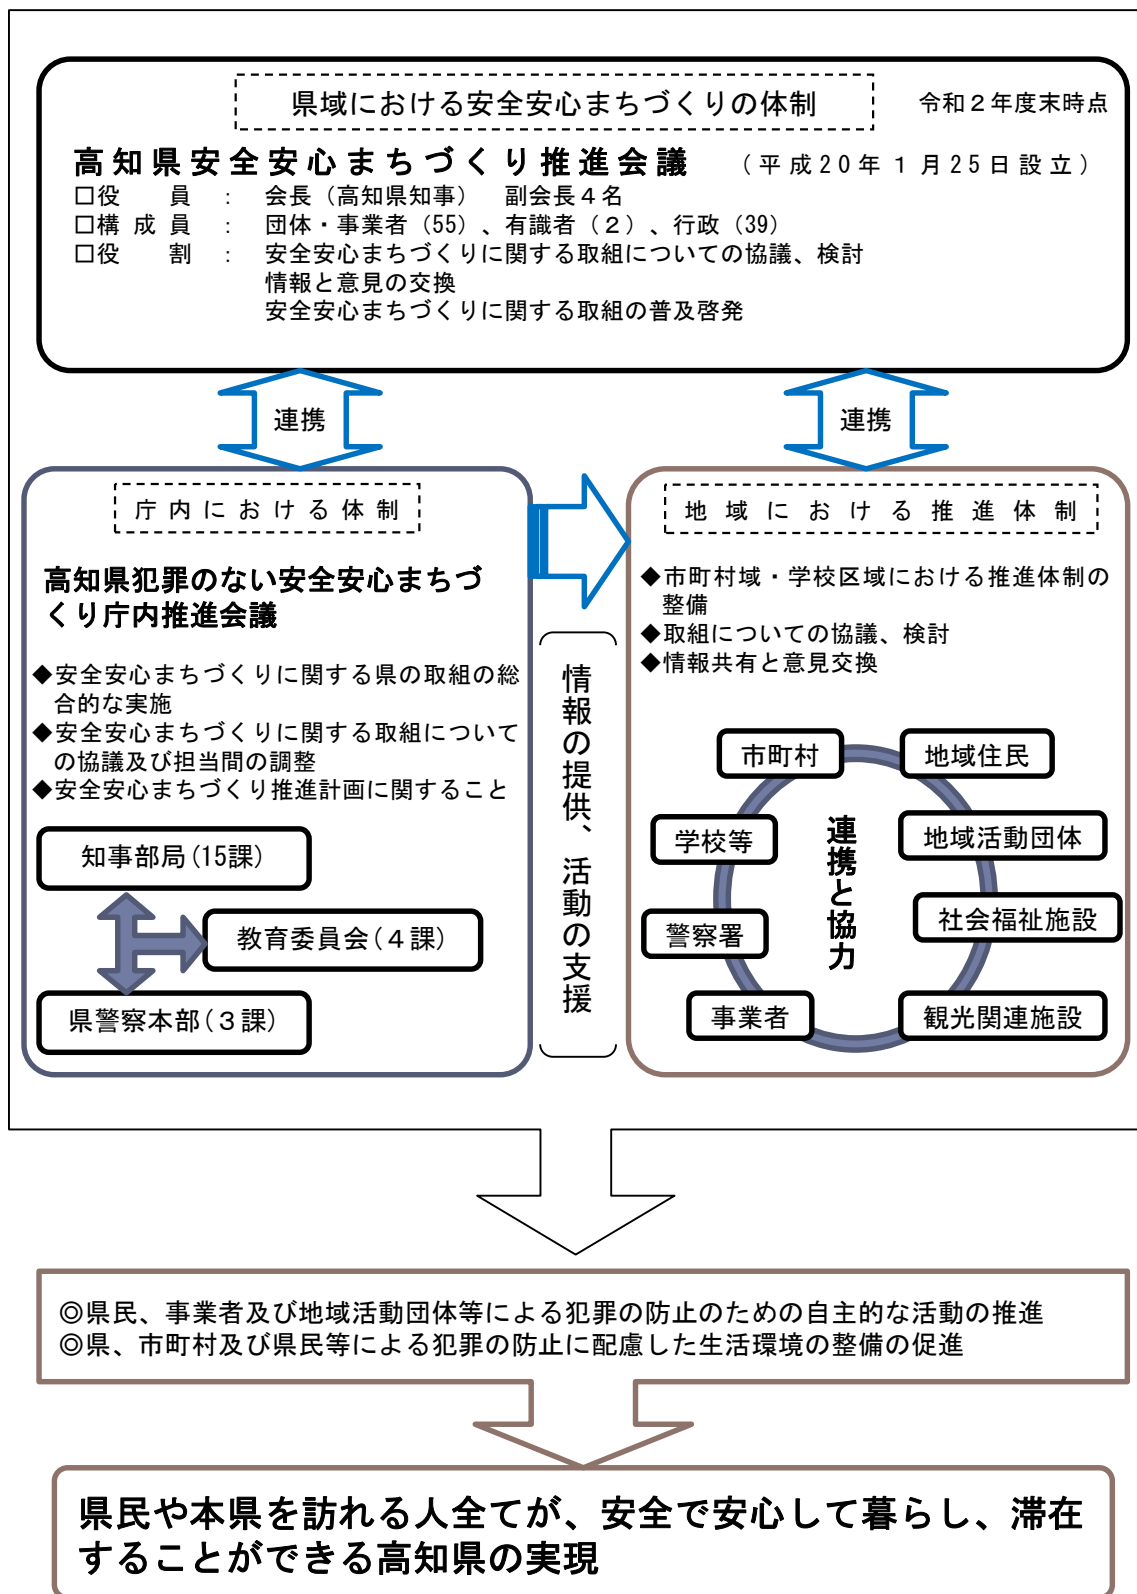 県域における安全安心まちづくりの体制
令和２年度末時点
高知県安全安心まちづくり推進会議 （平成20年１月25日設立）
□役員： 会長（高知県知事） 副会長４名
□構成員： 団体・事業者（55）、有識者（２）、行政（39）
□役割： 安全安心まちづくりに関する取組についての協議、検討
情報と意見の交換
安全安心まちづくりに関する取組の普及啓発
連携
連携
庁内における体制
高知県犯罪のない安全安心まちづ
くり庁内推進会議
◆安全安心まちづくりに関する県の取組の総
合的な実施
◆安全安心まちづくりに関する取組について
の協議及び担当間の調整
◆安全安心まちづくり推進計画に関すること
知事部局(15課)
教育委員会(４課)
県警察本部(３課)
情報の提供、活動の支援
地域における推進体制
◆市町村域・学校区域における推進体制の
整備
◆取組についての協議、検討
◆情報共有と意見交換
市町村
地域住民
学校等
地域活動団体
警察署
社会福祉施設
事業者
観光関連施設
連携と協力
◎県民、事業者及び地域活動団体等による犯罪の防止のための自主的な活動の推進
◎県、市町村及び県民等による犯罪の防止に配慮した生活環境の整備の促進
県民や本県を訪れる人全てが、安全で安心して暮らし、滞在
することができる高知県の実現